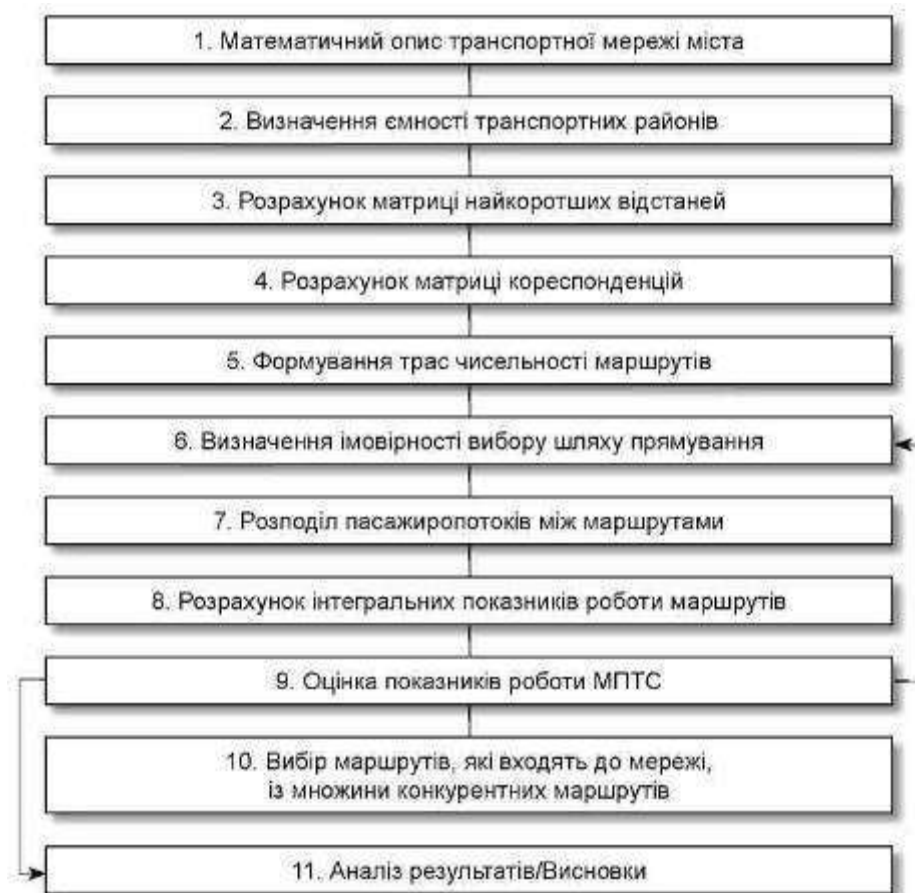 1. Математичний опис транспортної мережі міста
2. Визначення ємності транспортних районів
3. Розрахунок матриці найкоротших відстаней
4. Розрахунок матриці кореспонденцій
5. Формування трас чисельності маршрутів
6. Визначення імовірності вибору шляху прямування
7. Розподіл пасажиропотоків між маршрутами
8. Розрахунок інтегральних показників роботи маршрутів
9. Оцінка показників роботи МПТС
10. Вибір маршрутів, які входять до мережі,
із множини конкурентних маршрутів
11. Аналіз результатів/Висновки